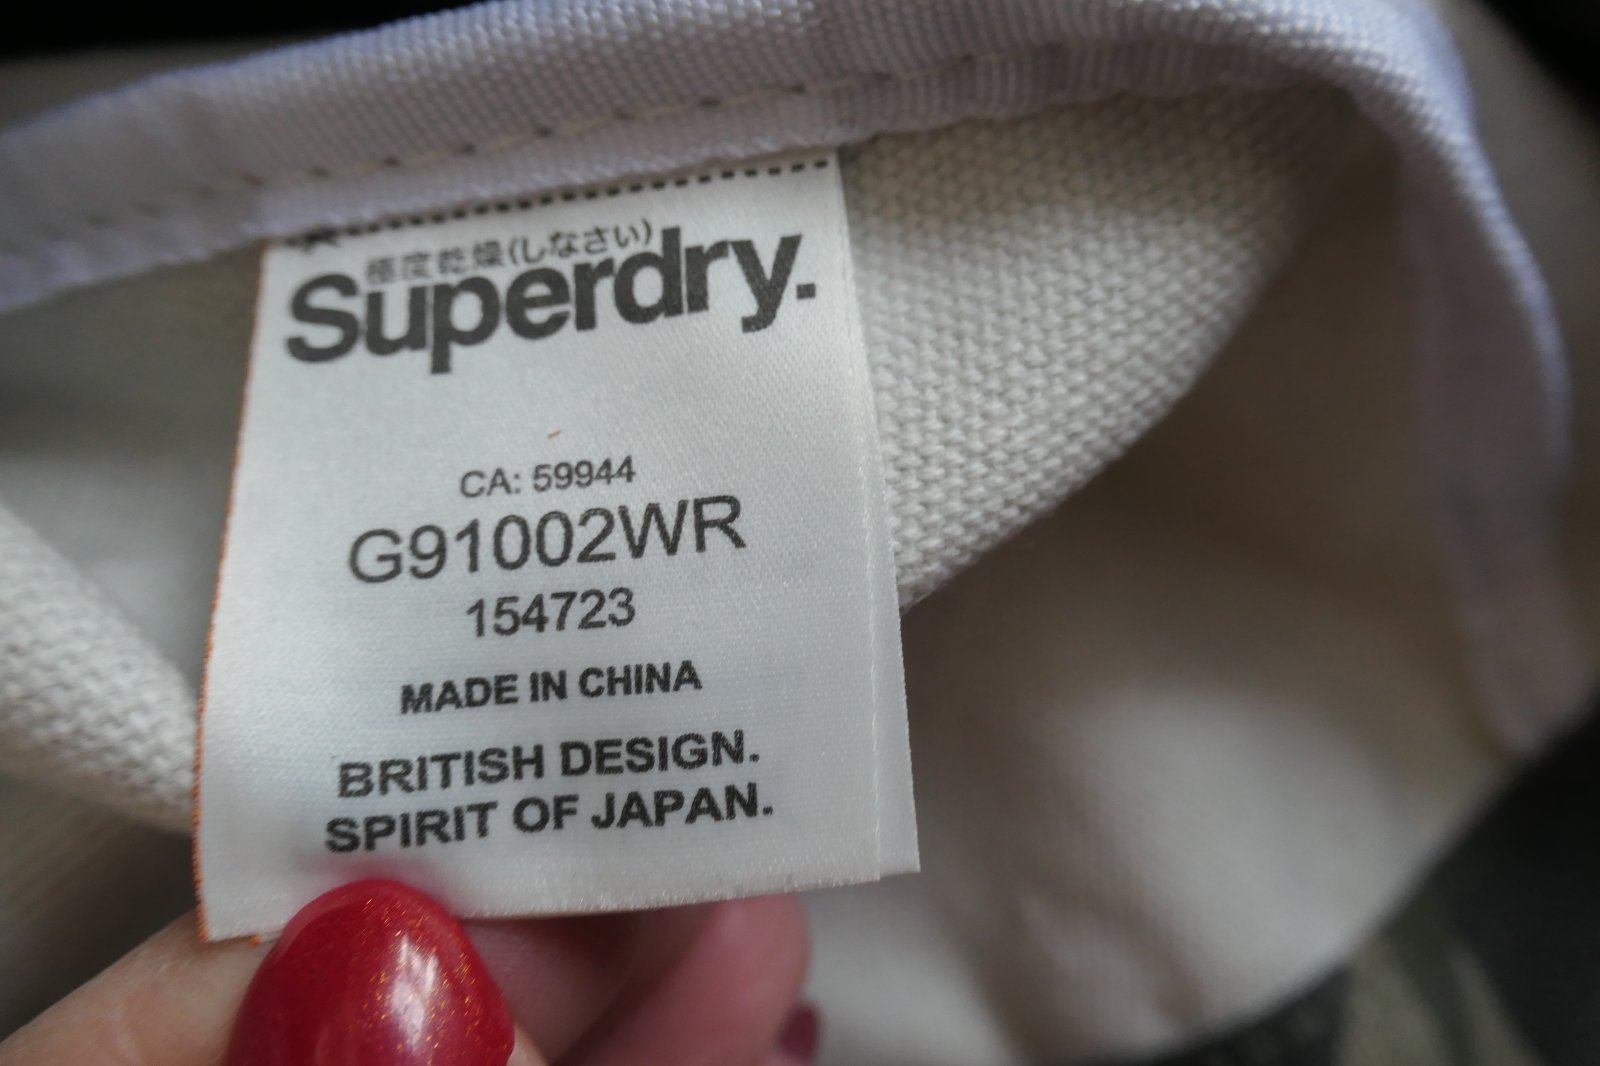 極度乾燥(しなさい)
Superdry.
CA: 59944
G91002WR
154723
MADE IN CHINA
BRITISH DESIGN.
SPIRIT OF JAPAN.